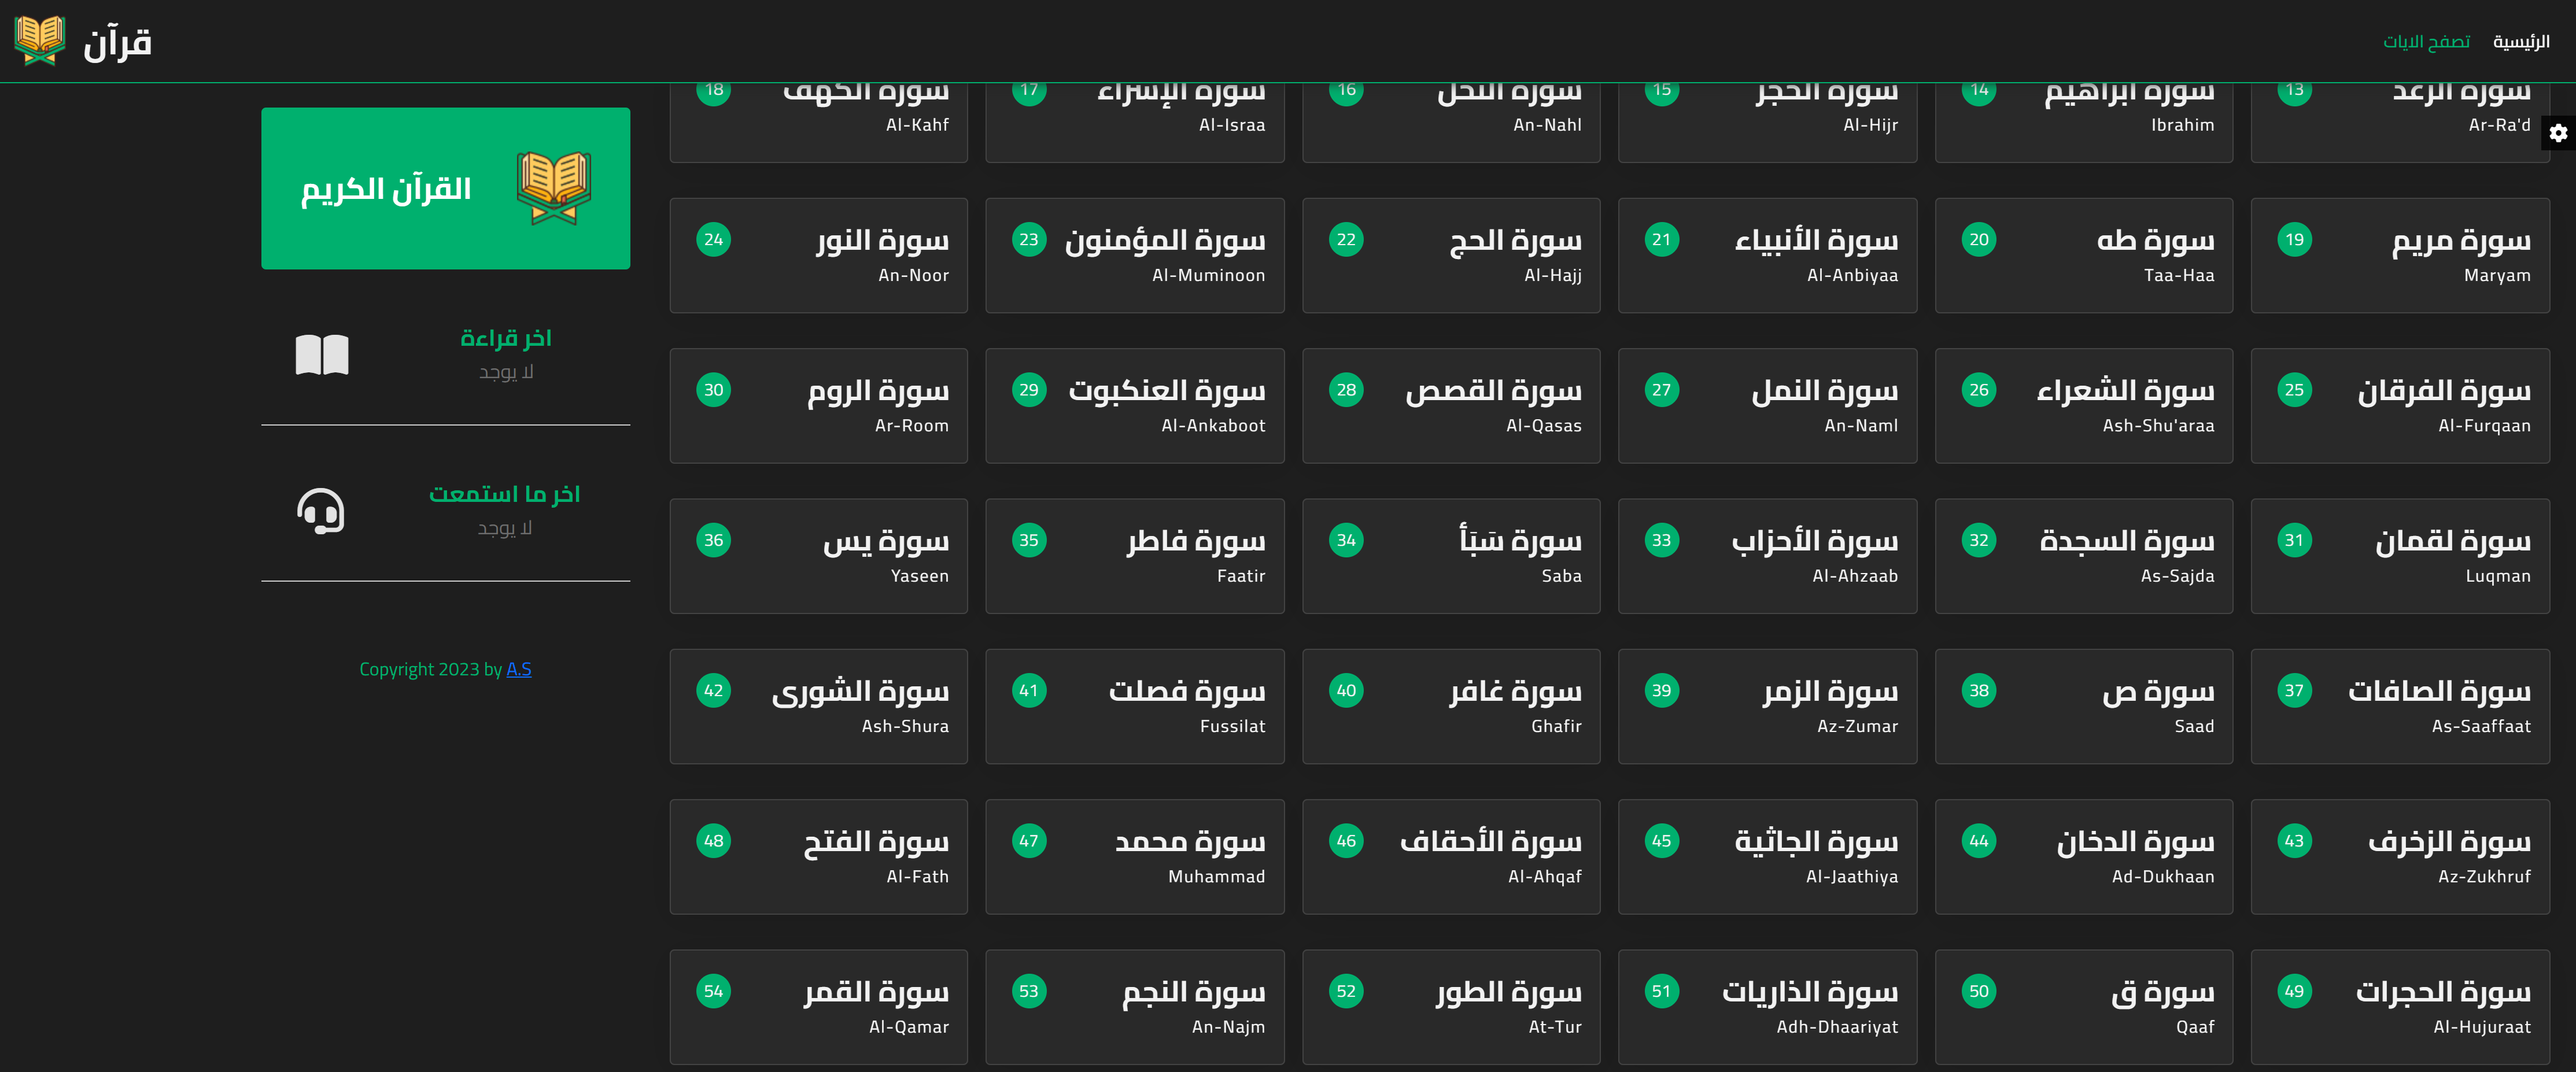 الرئيسية
تصفح الايات
قرآن
سورة الرعد
13
Ar-Ra'd
سورة ابراهيم
14
Ibrahim
سورة الحجر
15
Al-Hijr
سورة النحل
16
An-Nahl
سورة الإسراء
17
Al-Israa
سورة الكهف
18
Al-Kahf
سورة مريم
19
Maryam
سورة طه
20
Taa-Haa
سورة الأنبياء
21
Al-Anbiyaa
سورة الحج
22
Al-Hajj
سورة المؤمنون
23
Al-Muminoon
سورة النور
24
An-Noor
سورة الفرقان
25
Al-Furqaan
سورة الشعراء
26
Ash-Shu'araa
سورة النمل
27
An-Naml
سورة القصص
28
Al-Qasas
سورة العنكبوت
29
Al-Ankaboot
سورة الروم
30
Ar-Room
سورة لقمان
31
Luqman
سورة السجدة
32
As-Sajda
سورة الأحزاب
33
Al-Ahzaab
سورة سَبَأ
34
Saba
سورة فاطر
35
Faatir
سورة يس
36
Yaseen
سورة الصافات
37
As-Saaffaat
سورة ص
38
Saad
سورة الزمر
39
Az-Zumar
سورة غافر
40
Ghafir
سورة فصلت
41
Fussilat
سورة الشورى
42
Ash-Shura
سورة الزخرف
43
Az-Zukhruf
سورة الدخان
44
Ad-Dukhaan
سورة الجاثية
45
Al-Jaathiya
سورة الأحقاف
46
Al-Ahqaf
سورة محمد
47
Muhammad
سورة الفتح
48
Al-Fath
سورة الحجرات
49
Al-Hujuraat
سورة ق
50
Qaaf
سورة الذاريات
51
Adh-Dhaariyat
سورة الطور
52
At-Tur
سورة النجم
53
An-Najm
سورة القمر
54
Al-Qamar
القرآن الكريم
اخر قراءة
لا يوجد
اخر ما استمعت
لا يوجد
Copyright 2023 by A.S